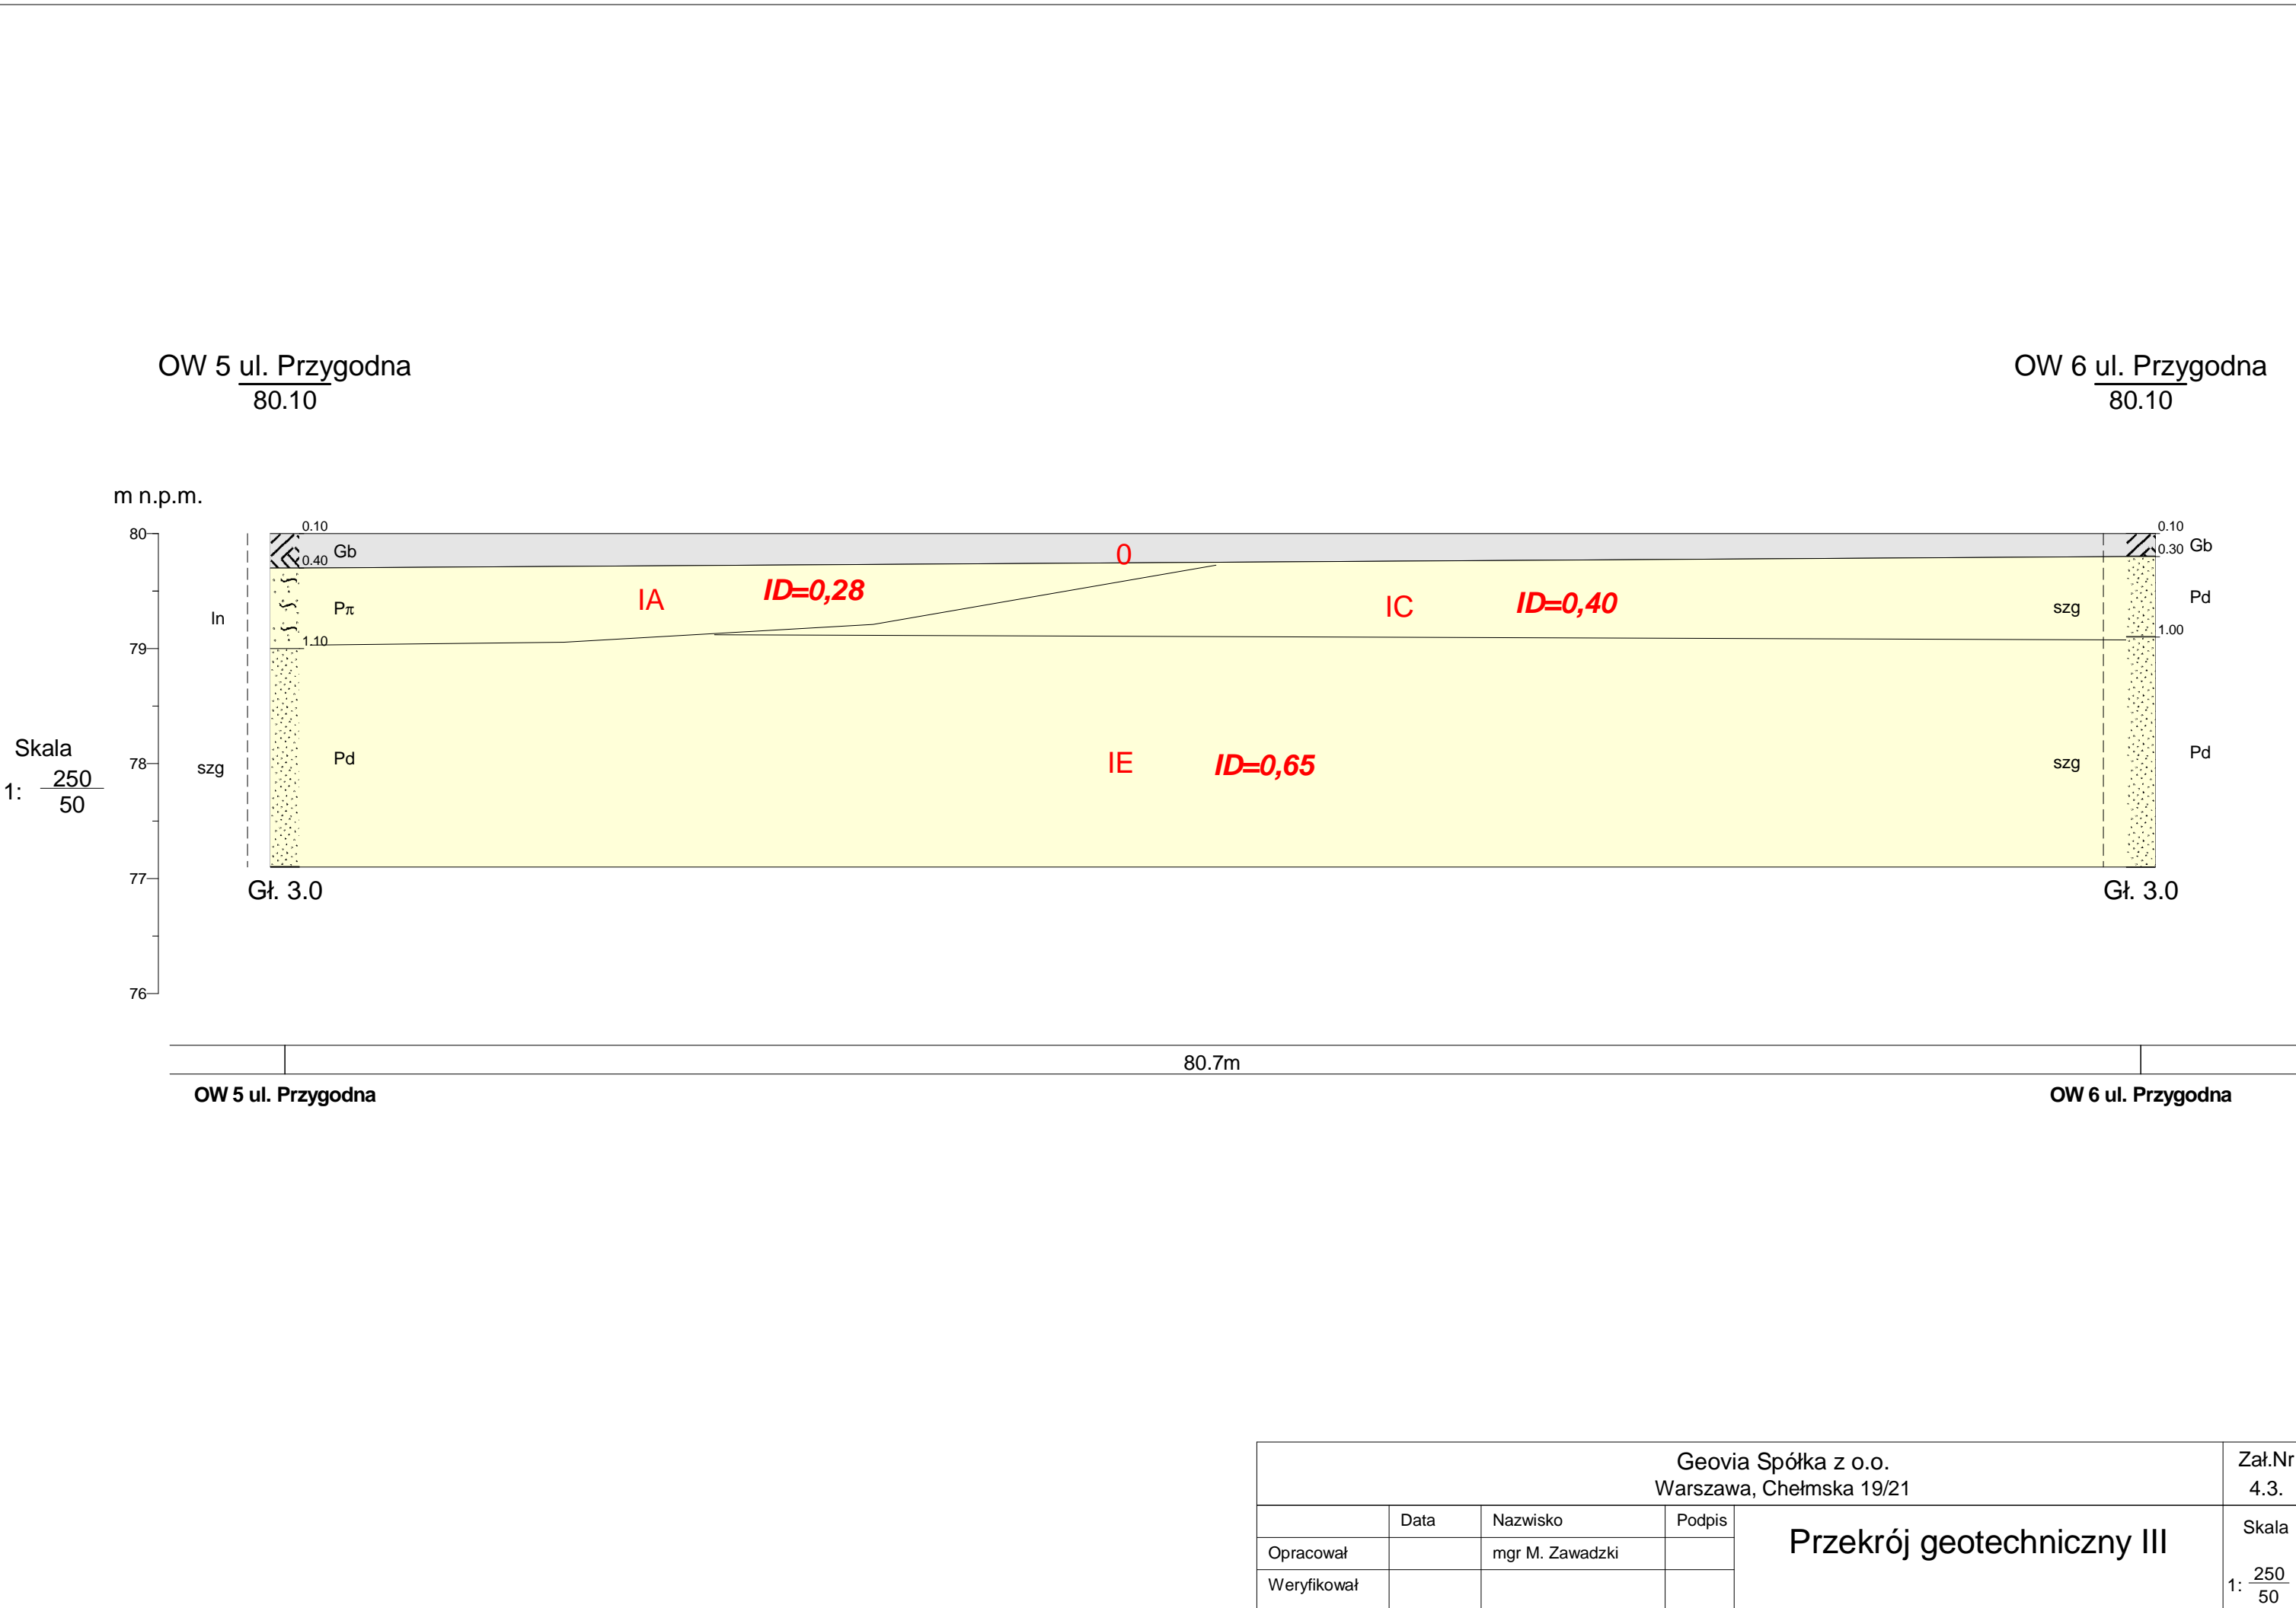 OW 5 ul. Przygodna
80.10
OW 6 ul. Przygodna
80.10
m n.p.m.
80
79
78
77
76
Skala
1: 250
50
ln
szg
0.10
0.40
1.10
Gb
Pπ
Pd
0
IA
ID=0,28
IC
ID=0,40
IE
ID=0,65
szg
szg
0.10
0.30
1.00
Gb
Pd
Pd
Gł. 3.0
Gł. 3.0
80.7m
OW 5 ul. Przygodna
OW 6 ul. Przygodna
Geovia Spółka z o.o.
Warszawa, Chełmska 19/21
Zał.Nr
4.3.
Data
Nazwisko
Podpis
Opracował
mgr M. Zawadzki
Weryfikował
Przekrój geotechniczny III
Skala
1: 250
50